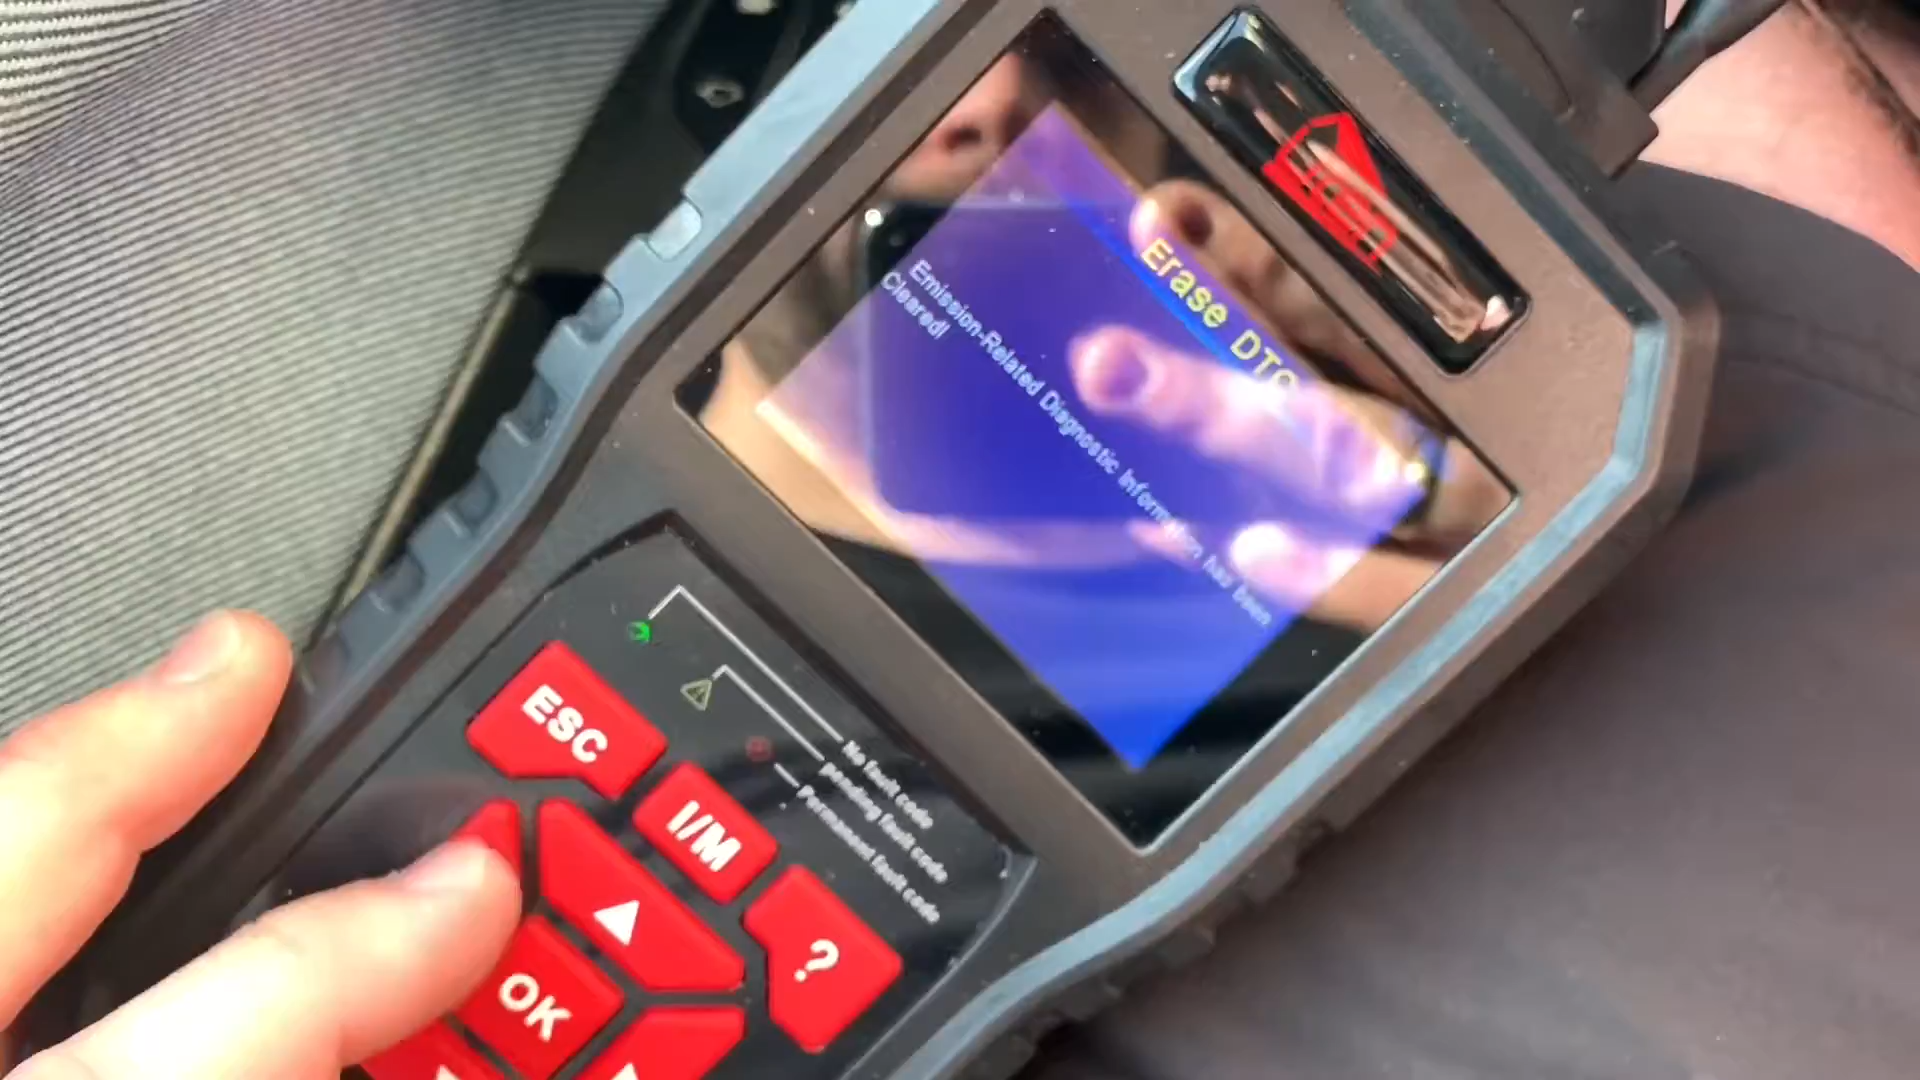 Erase DTC
Emission-Related Diagnostic Information has been
Cleared!
No fault code
pending fault code
Permanent fault code
ESC
I/M
?
OK